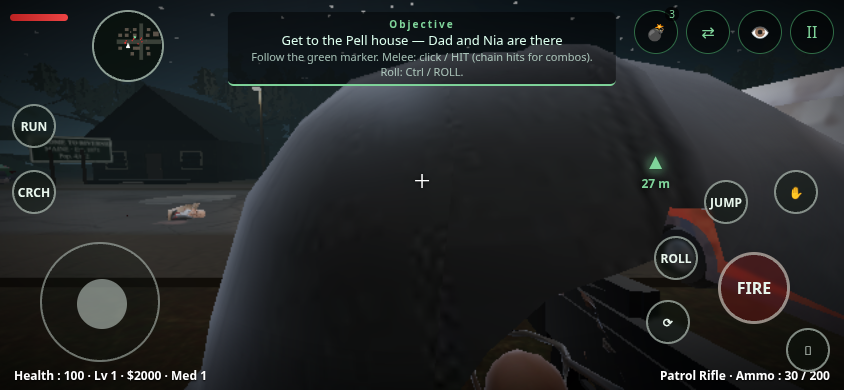 Objective
Get to the Pell house — Dad and Nia are there
Follow the green marker. Melee: click / HIT (chain hits for combos).
Roll: Ctrl / ROLL.
3
II
RUN
CRCH
27 m
JUMP
ROLL
FIRE
Health : 100 · Lv 1 · $2000 · Med 1
Patrol Rifle · Ammo : 30 / 200